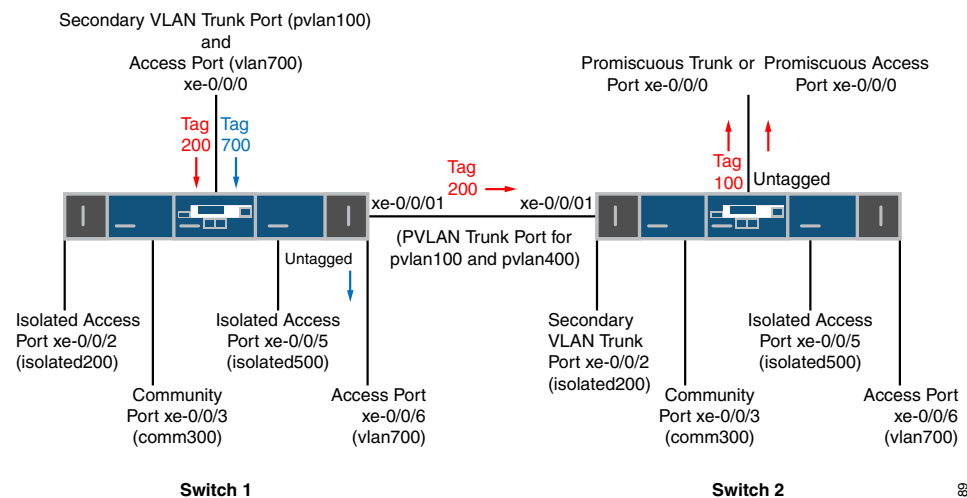 Secondary VLAN Trunk Port (pvlan100)
and
Access Port (vlan700)
xe-0/0/0
Tag
200
Tag
700
Promiscuous Trunk or
Port xe-0/0/0
Promiscuous Access
Port xe-0/0/0
Tag
100
Untagged
Tag
200
xe-0/0/01
xe-0/0/01
(PVLAN Trunk Port for
pvlan100 and pvlan400)
Untagged
Isolated Access
Port xe-0/0/2
(isolated200)
Isolated Access
Port xe-0/0/5
(isolated500)
Community
Port xe-0/0/3
(comm300)
Access Port
xe-0/0/6
(vlan700)
Secondary
VLAN Trunk
Port xe-0/0/2
(isolated200)
Isolated Access
Port xe-0/0/5
(isolated500)
Community
Port xe-0/0/3
(comm300)
Access Port
xe-0/0/6
(vlan700)
Switch 1
Switch 2